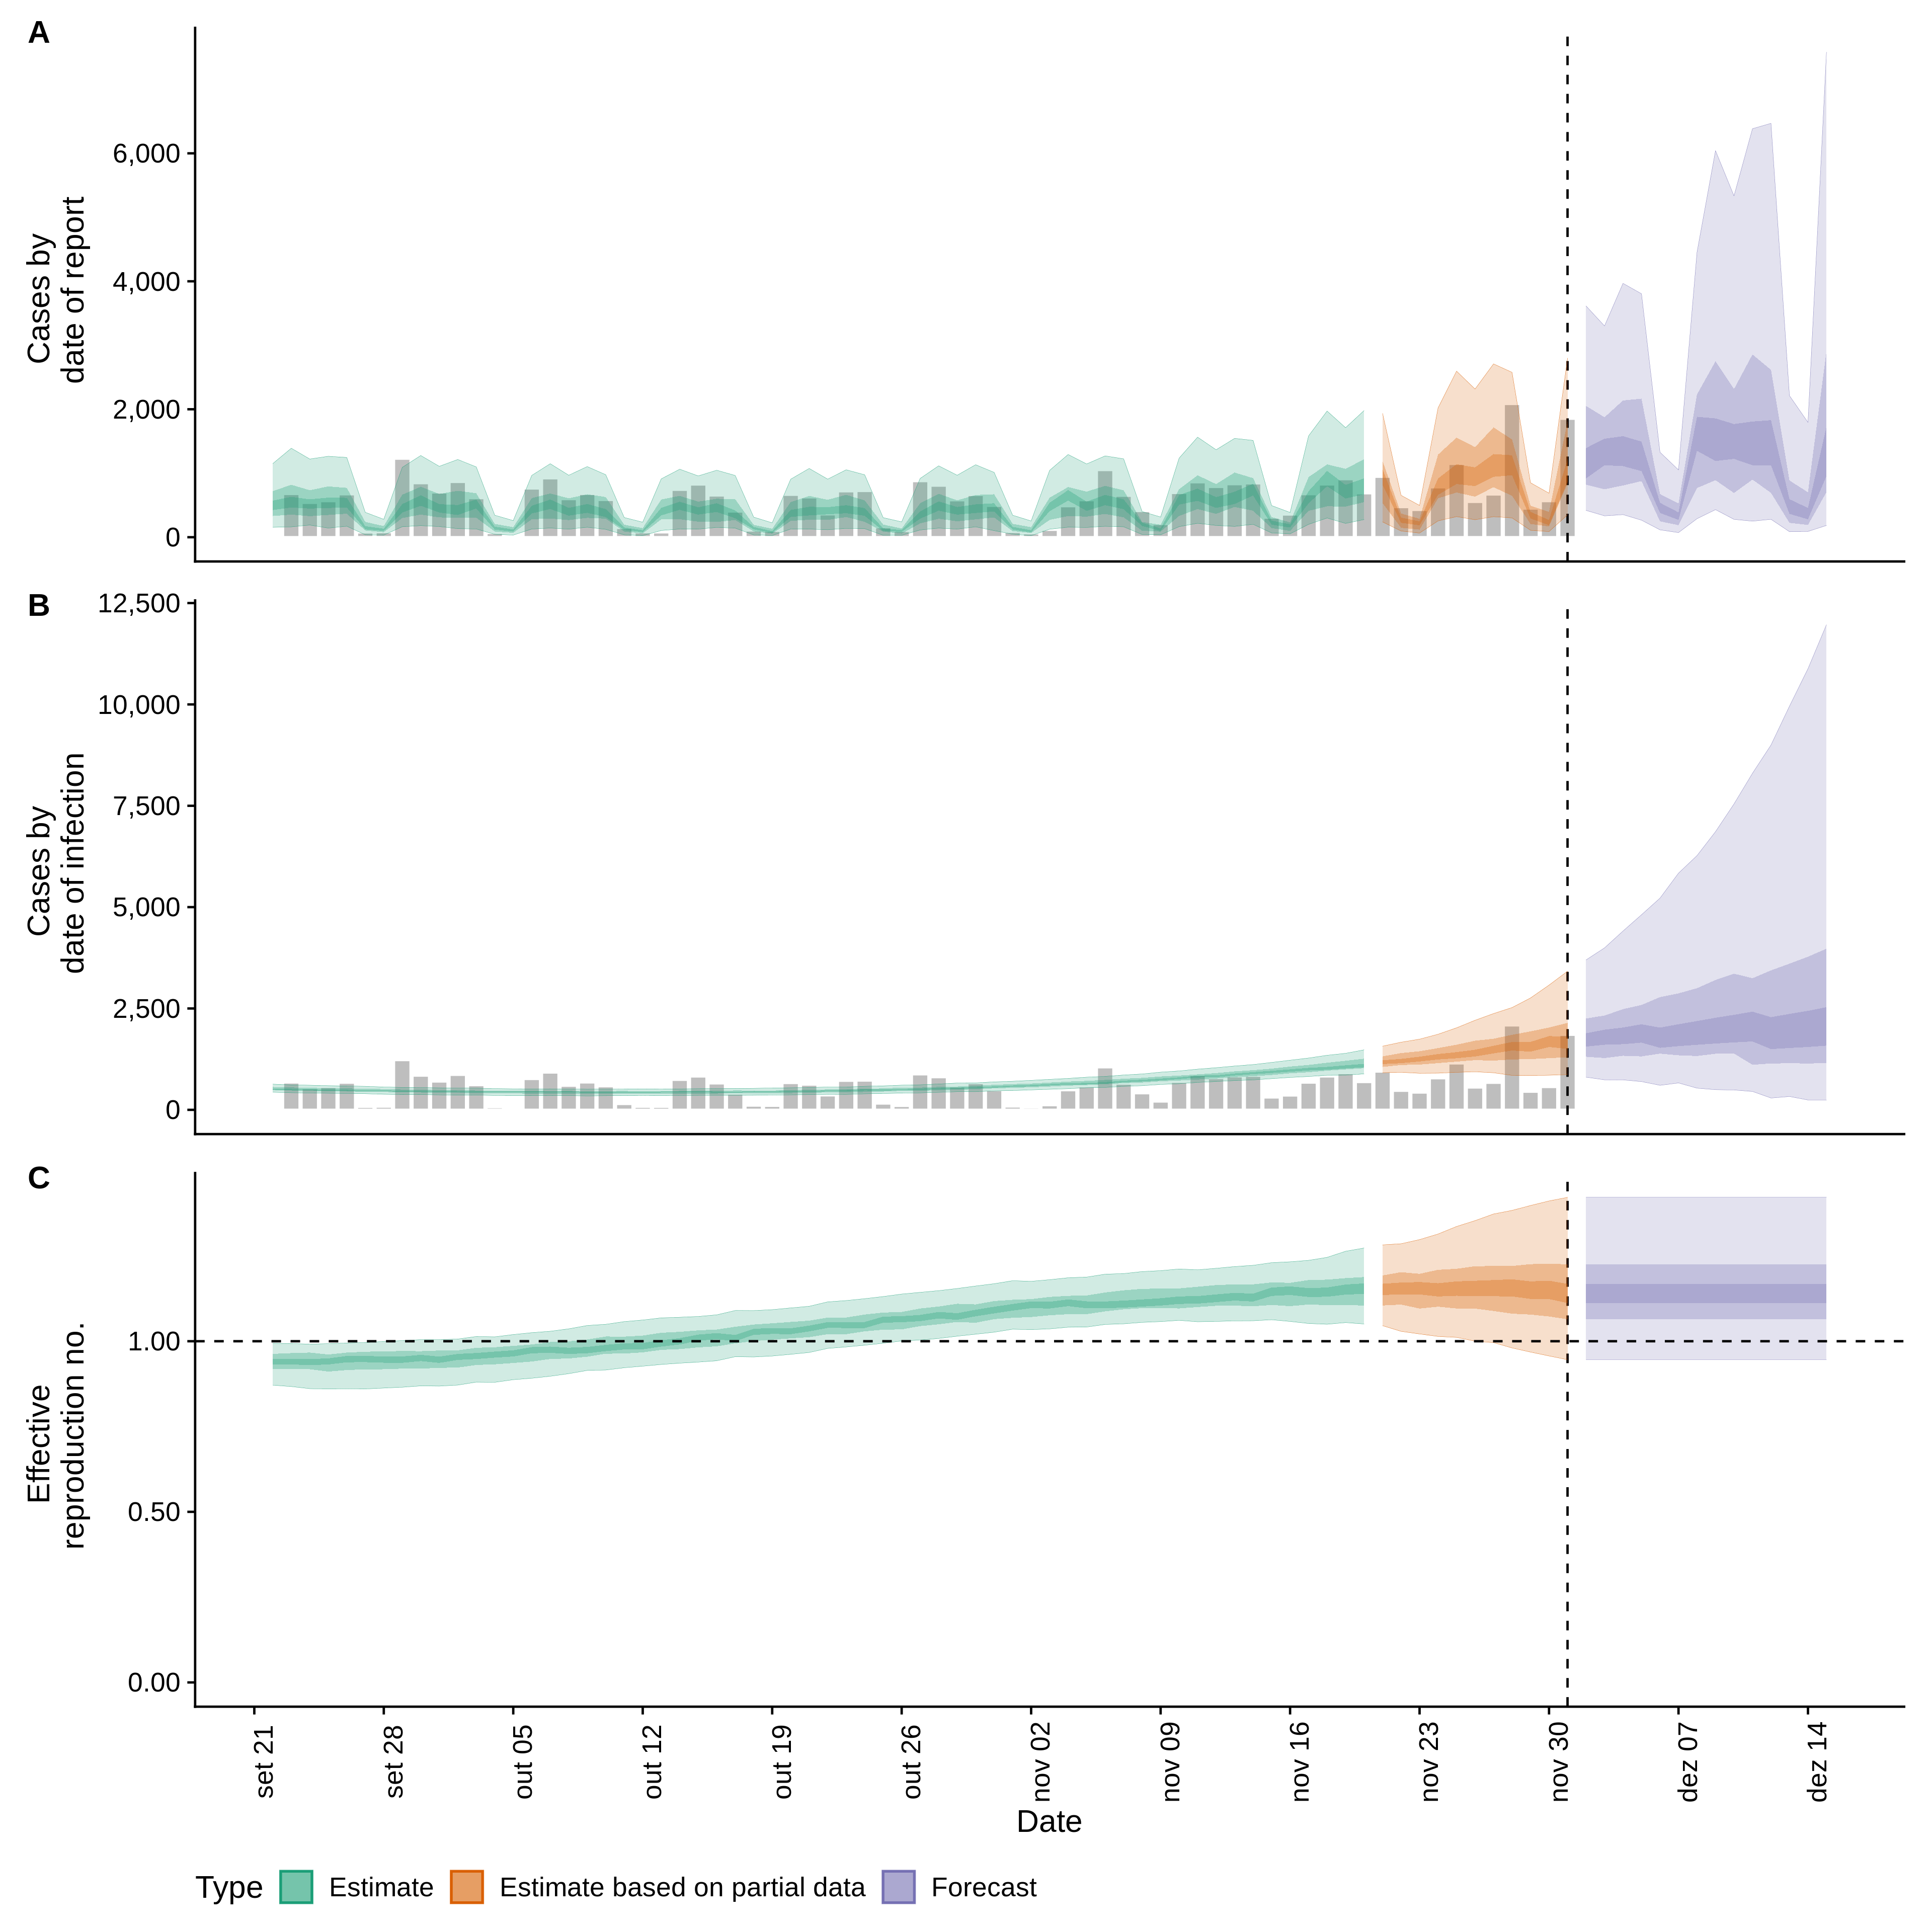 A
Cases by
date of report
6,000
4,000
2,000
0
B
Cases by
date of infection
12,500
10,000
7,500
5,000
2,500
0
C
Effective
reproduction no.
1.00
0.50
0.00
set 21
set 28
out 05
out 12
out 19
out 26
nov 02
nov 09
nov 16
nov 23
nov 30
dez 07
dez 14
Date
Type Estimate Estimate based on partial data Forecast